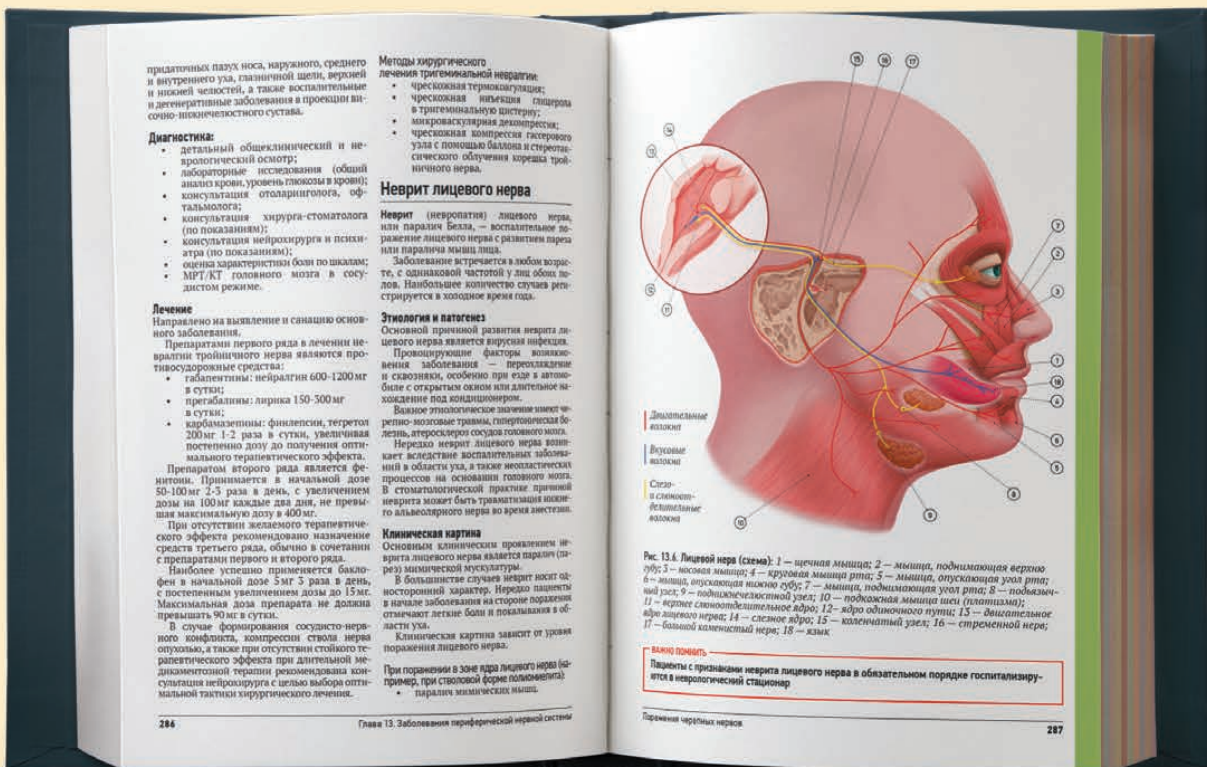 придаточных пазух носа, наружного, среднего
и внутреннего уха, глазничной щели, верхней
и нижней челюстей, а также воспалительные
и дегенеративные заболевания в проекции ви-
сочно-нижнечелюстного сустава.
Диагностика:
• детальный общеклинический и не-
врологический осмотр;
• лабораторные исследования (общий
анализ крови, уровень глюкозы в крови);
• консультация отоларинголога, оф-
тальмолога;
• консультация хирурга-стоматолога
(по показаниям);
• консультация нейрохирурга и психи-
атра (по показаниям);
• оценка характеристики боли по шкалам;
• МРТ/КТ головного мозга в сосу-
дистом режиме.
Лечение
Направлено на выявление и санацию основ-
ного заболевания.
Препаратами первого ряда в лечении не-
вралгии тройничного нерва являются про-
тивосудорожные средства:
• габапентины: нейралгин 600-1200 мг
в сутки;
• прегабалины: лирика 150-300 мг
в сутки;
• карбамазепины: финлепсин, тегретол
200 мг 1-2 раза в сутки, увеличивая
постепенно дозу до получения опти-
мального терапевтического эффекта.
Препаратом второго ряда является фе-
нитоин. Принимается в начальной дозе
50-100 мг 2-3 раза в день, с увеличением
дозы на 100 мг каждые два дня, не превы-
шая максимальную дозу в 400 мг.
При отсутствии желаемого терапевтиче-
ского эффекта рекомендовано назначение
средств третьего ряда, обычно в сочетании
с препаратами первого и второго ряда.
Наиболее успешно применяется бакло-
фен в начальной дозе 5 мг 3 раза в день,
с постепенным увеличением дозы до 15 мг.
Максимальная доза препарата не должна
превышать 90 мг в сутки.
В случае формирования сосудисто-нерв-
ного конфликта, компрессии ствола нерва
опухолью, а также при отсутствии стойкого те-
рапевтического эффекта при длительной ме-
дикаментозной терапии рекомендована кон-
сультация нейрохирурга с целью выбора опти-
мальной тактики хирургического лечения.
Методы хирургического
лечения тригеминальной невралгии:
• чрескожная термокоагуляция;
• чрескожная инъекция глицерола
в тригеминальную цистерну;
• микроваскулярная декомпрессия;
• чрескожная компрессия гассерового
узла с помощью баллона и стереотак-
сического облучения корешка трой-
ничного нерва.
Неврит лицевого нерва
Неврит (невропатия) лицевого нерва,
или паралич Белла, — воспалительное по-
ражение лицевого нерва с развитием пареза
или паралича мышц лица.
Заболевание встречается в любом возрас-
те, с одинаковой частотой у лиц обоих по-
лов. Наибольшее количество случаев реги-
стрируется в холодное время года.
Этиология и патогенез
Основной причиной развития неврита ли-
цевого нерва является вирусная инфекция.
Провоцирующие факторы возникно-
вения заболевания — переохлаждение
и сквозняки, особенно при езде в автомо-
биле с открытым окном или длительное на-
хождение под кондиционером.
Важное этиологическое значение имеют че-
репно-мозговые травмы, гипертоническая бо-
лезнь, атеросклероз сосудов головного мозга.
Нередко неврит лицевого нерва возни-
кает вследствие воспалительных заболева-
ний в области уха, а также неопластических
процессов на основании головного мозга.
В стоматологической практике причиной
неврита может быть травматизация нижне-
го альвеолярного нерва во время анестезии.
Клиническая картина
Основным клиническим проявлением не-
врита лицевого нерва является паралич (па-
рез) мимической мускулатуры.
В большинстве случаев неврит носит од-
носторонний характер. Нередко пациенты
в начале заболевания на стороне поражения
отмечают легкие боли и покалывания в об-
ласти уха.
Клиническая картина зависит от уровня
поражения лицевого нерва.
При поражении в зоне ядра лицевого нерва (на-
пример, при стволовой форме полиомиелита):
• паралич мимических мышц.
286
Глава 13. Заболевания периферической нервной системы
15
16
17
14
13
12
11
7
2
3
1
18
4
6
5
8
9
10
Двигательные
волокна
Вкусовые
волокна
Слезо-
и слюноот-
делительные
волокна
Рис. 13.6. Лицевой нерв (схема): 1 — щечная мышца; 2 — мышца, поднимающая верхнюю
губу; 3 — носовая мышца; 4 — круговая мышца рта; 5 — мышца, опускающая угол рта;
6 — мышца, опускающая нижнюю губу; 7 — мышца, поднимающая угол рта; 8 — подъязыч-
ный узел; 9 — поднижнечелюстной узел; 10 — подкожная мышца шеи (платизма);
11 — верхнее слюноотделительное ядро; 12 — ядро одиночного пути; 13 — двигательное
ядро лицевого нерва; 14 — слезное ядро; 15 — коленчатый узел; 16 — стременной нерв;
17 — большой каменистый нерв; 18 — язык
ВАЖНО ПОМНИТЬ
Пациенты с признаками неврита лицевого нерва в обязательном порядке госпитализиру-
ются в неврологический стационар
Поражения черепных нервов
287